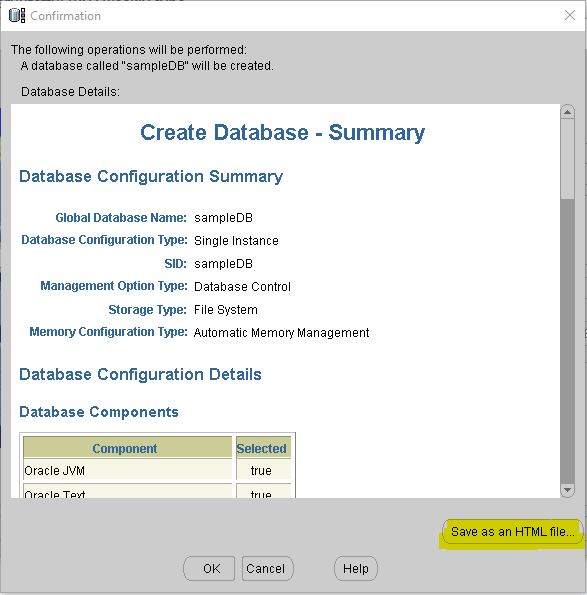 Confirmation
The following operations will be performed:
A database called "sampleDB" will be created.
Database Details:
Create Database - Summary
Database Configuration Summary
Global Database Name: sampleDB
Database Configuration Type: Single Instance
SID: sampleDB
Management Option Type: Database Control
Storage Type: File System
Memory Configuration Type: Automatic Memory Management
Database Configuration Details
Database Components
Component Selected
Oracle JVM true
Oracle Text true
Save as an HTML file...
OK Cancel Help